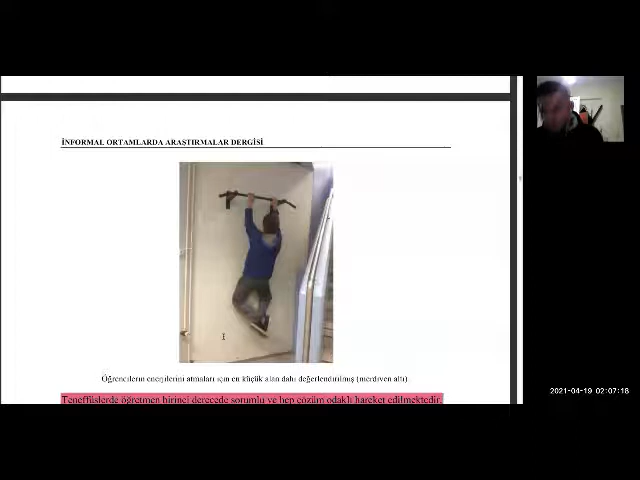 İNFORMAL ORTAMLARDA ARAŞTIRMALAR DERGİSİ
Öğrencilerin enerjilerini atmaları için en küçük alan dahi değerlendirilmiş (merdiven altı)
Teneffüslerde öğretmen birinci derecede sorumlu ve hep çözüm odaklı hareket edilmektedir.
2021-04-19 02:07:18